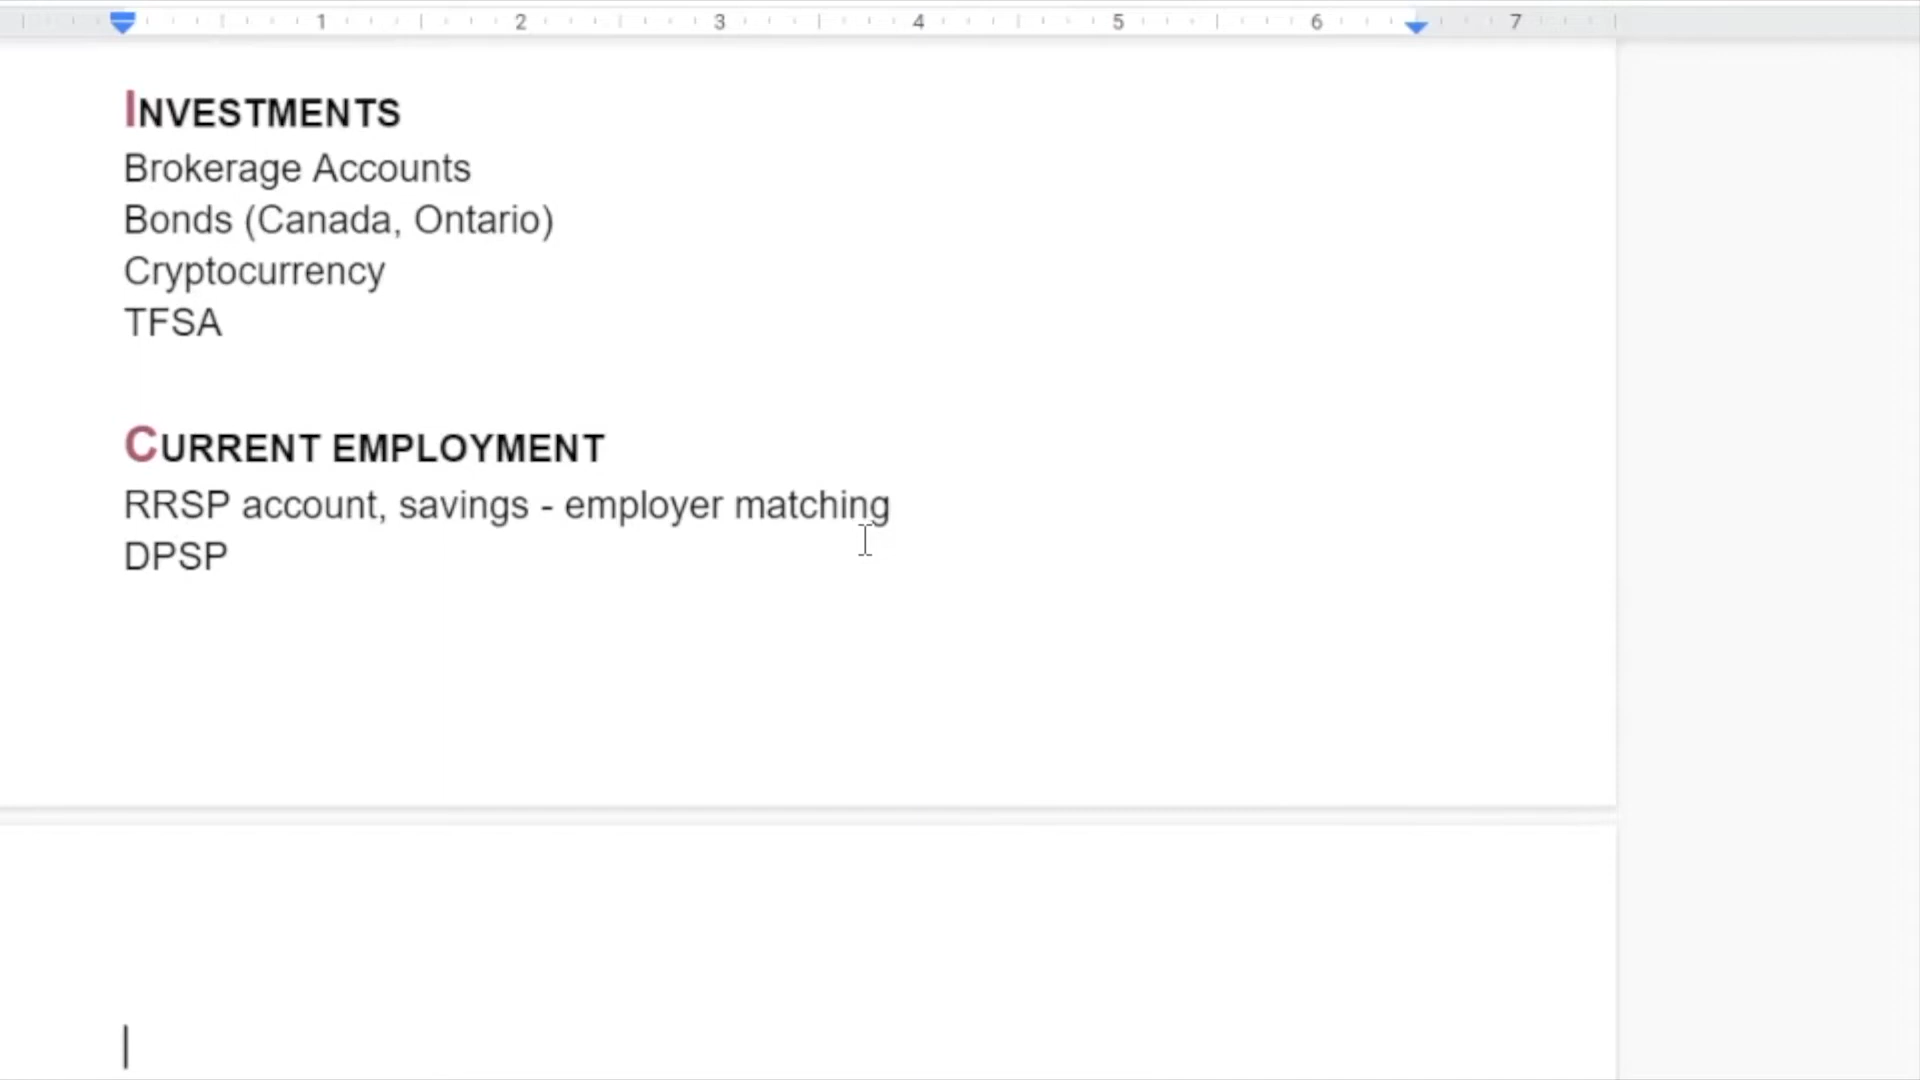 1 2 3 4 5 6 7
INVESTMENTS
Brokerage Accounts
Bonds (Canada, Ontario)
Cryptocurrency
TFSA
CURRENT EMPLOYMENT
RRSP account, savings - employer matching
DPSP